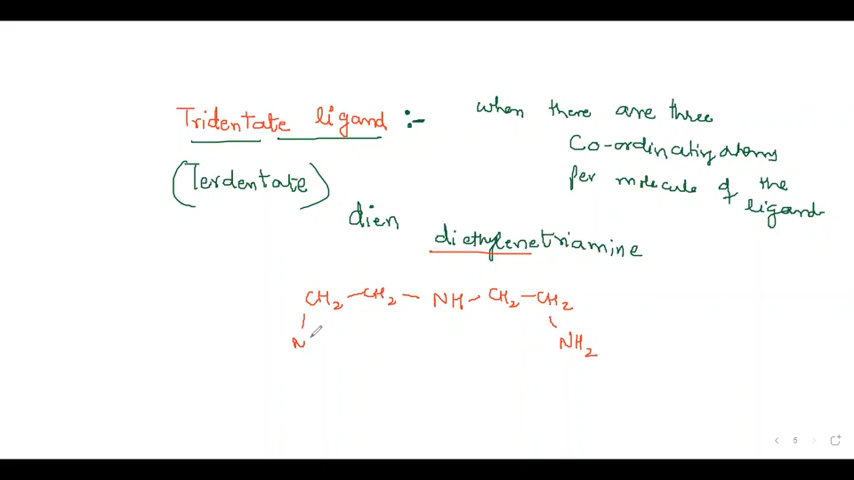 Tridentate ligand :-
(Terdentate)
when there are three
Co-ordinating atoms
Per molecule of the
ligand
dien
diethylenetriamine
CH2 - CH2 - NH - CH2 - CH2
N
NH2
5